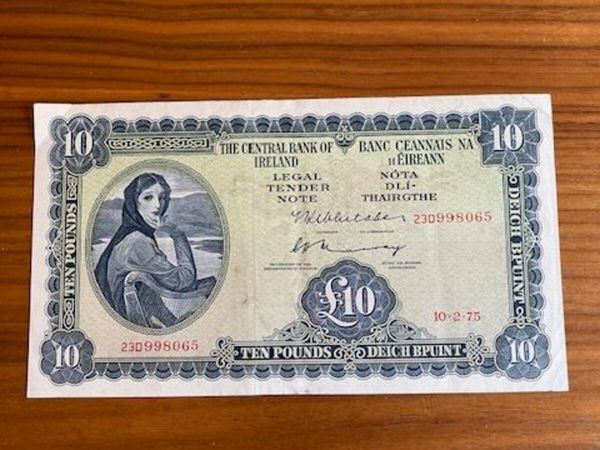 10
10
THE CENTRAL BANK OF IRELAND
BANC CEANNAIS NA hÉIREANN
LEGAL TENDER NOTE
NÓTA DLÍ-THAIRGTHE
23D998065
£10
10·2·75
23D998065
TEN POUNDS
DEICH BPUINT
10
10
TEN POUNDS
DEICH BPUINT